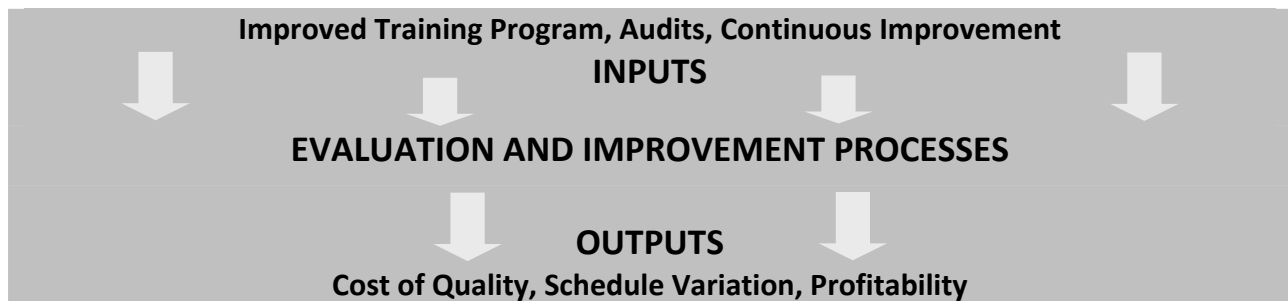 Improved Training Program, Audits, Continuous Improvement
INPUTS
EVALUATION AND IMPROVEMENT PROCESSES
OUTPUTS
Cost of Quality, Schedule Variation, Profitability